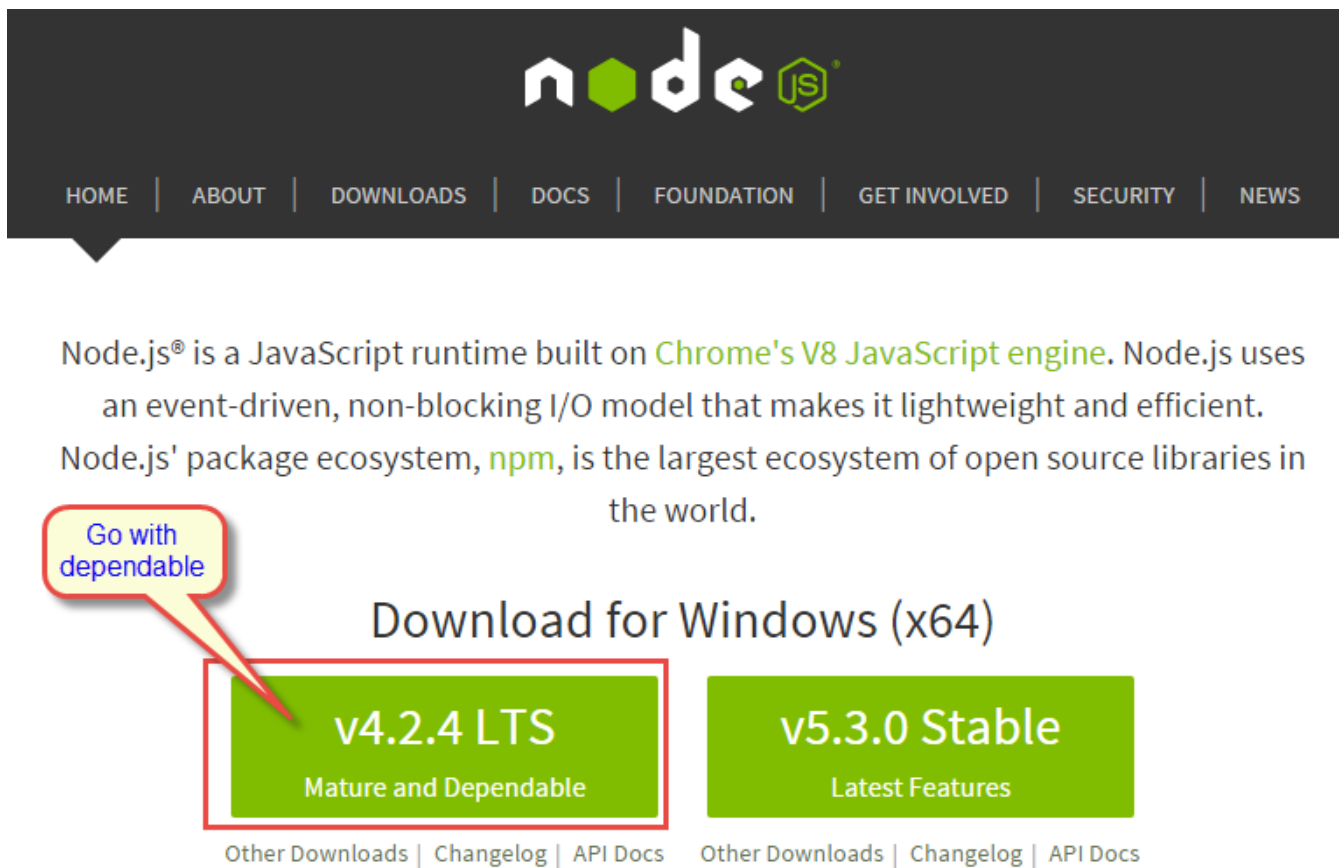 node JS®
HOME | ABOUT | DOWNLOADS | DOCS | FOUNDATION | GET INVOLVED | SECURITY | NEWS
Node.js® is a JavaScript runtime built on Chrome's V8 JavaScript engine. Node.js uses
an event-driven, non-blocking I/O model that makes it lightweight and efficient.
Node.js' package ecosystem, npm, is the largest ecosystem of open source libraries in
the world.
Go with
dependable
Download for Windows (x64)
v4.2.4 LTS
Mature and Dependable
v5.3.0 Stable
Latest Features
Other Downloads | Changelog | API Docs
Other Downloads | Changelog | API Docs